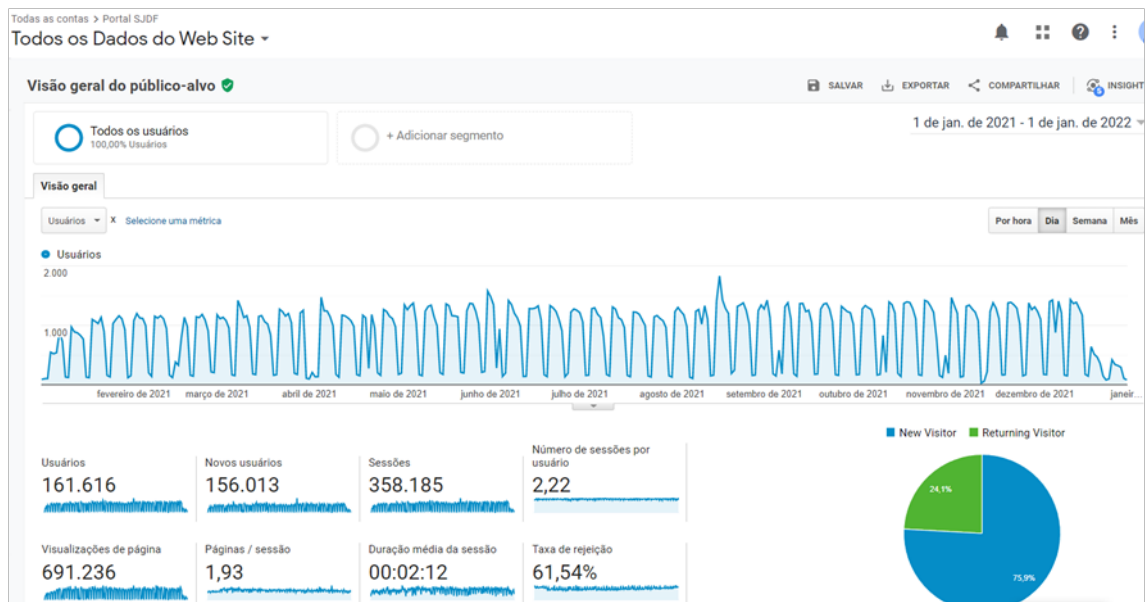 Todas as contas > Portal SJDF
Todos os Dados do Web Site
Visão geral do público-alvo
SALVAR EXPORTAR COMPARTILHAR INSIGHT
Todos os usuários
100,00% Usuários
+ Adicionar segmento
1 de jan. de 2021 - 1 de jan. de 2022
Visão geral
Usuários X Selecione uma métrica
Por hora Dia Semana Mês
Usuários
2.000
1.000
fevereiro de 2021 março de 2021 abril de 2021 maio de 2021 junho de 2021 julho de 2021 agosto de 2021 setembro de 2021 outubro de 2021 novembro de 2021 dezembro de 2021 janeir...
New Visitor Returning Visitor
Usuários
161.616
Novos usuários
156.013
Sessões
358.185
Número de sessões por
usuário
2,22
Visualizações de página
691.236
Páginas / sessão
1,93
Duração média da sessão
00:02:12
Taxa de rejeição
61,54%
24,1%
75,9%